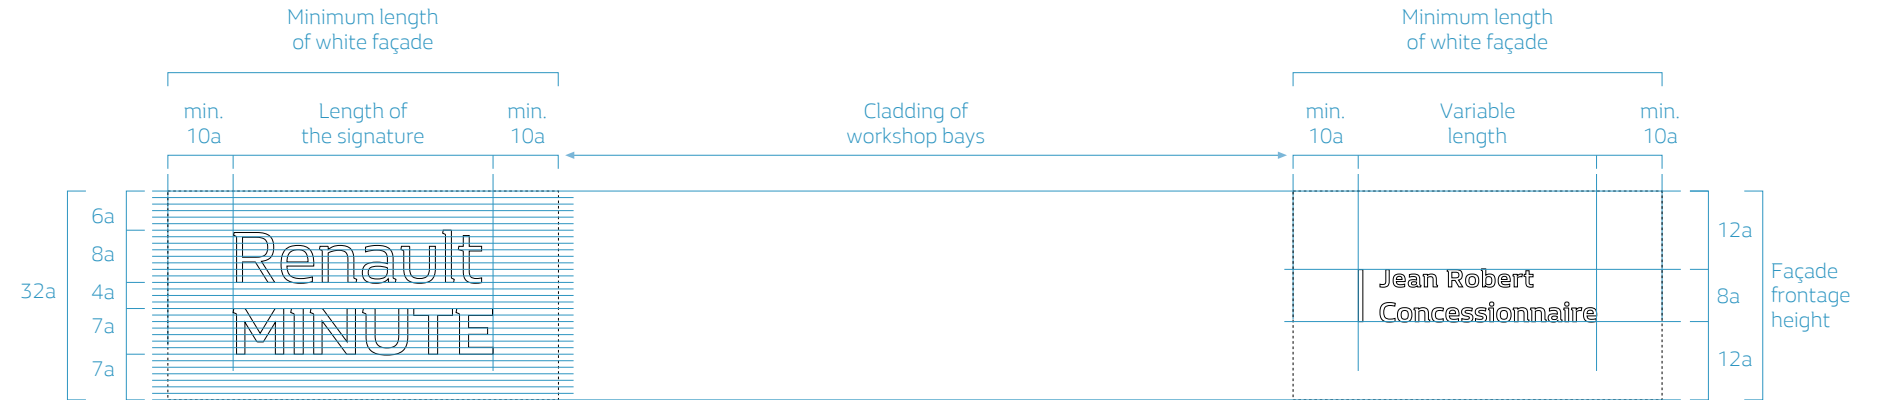 Minimum length
of white façade
Minimum length
of white façade
min.
10a
Length of
the signature
min.
10a
Cladding of
workshop bays
min.
10a
Variable
length
min.
10a
32a
6a
8a
4a
7a
7a
Renault
MINUTE
Jean Robert
Concessionnaire
12a
8a
12a
Façade
frontage
height